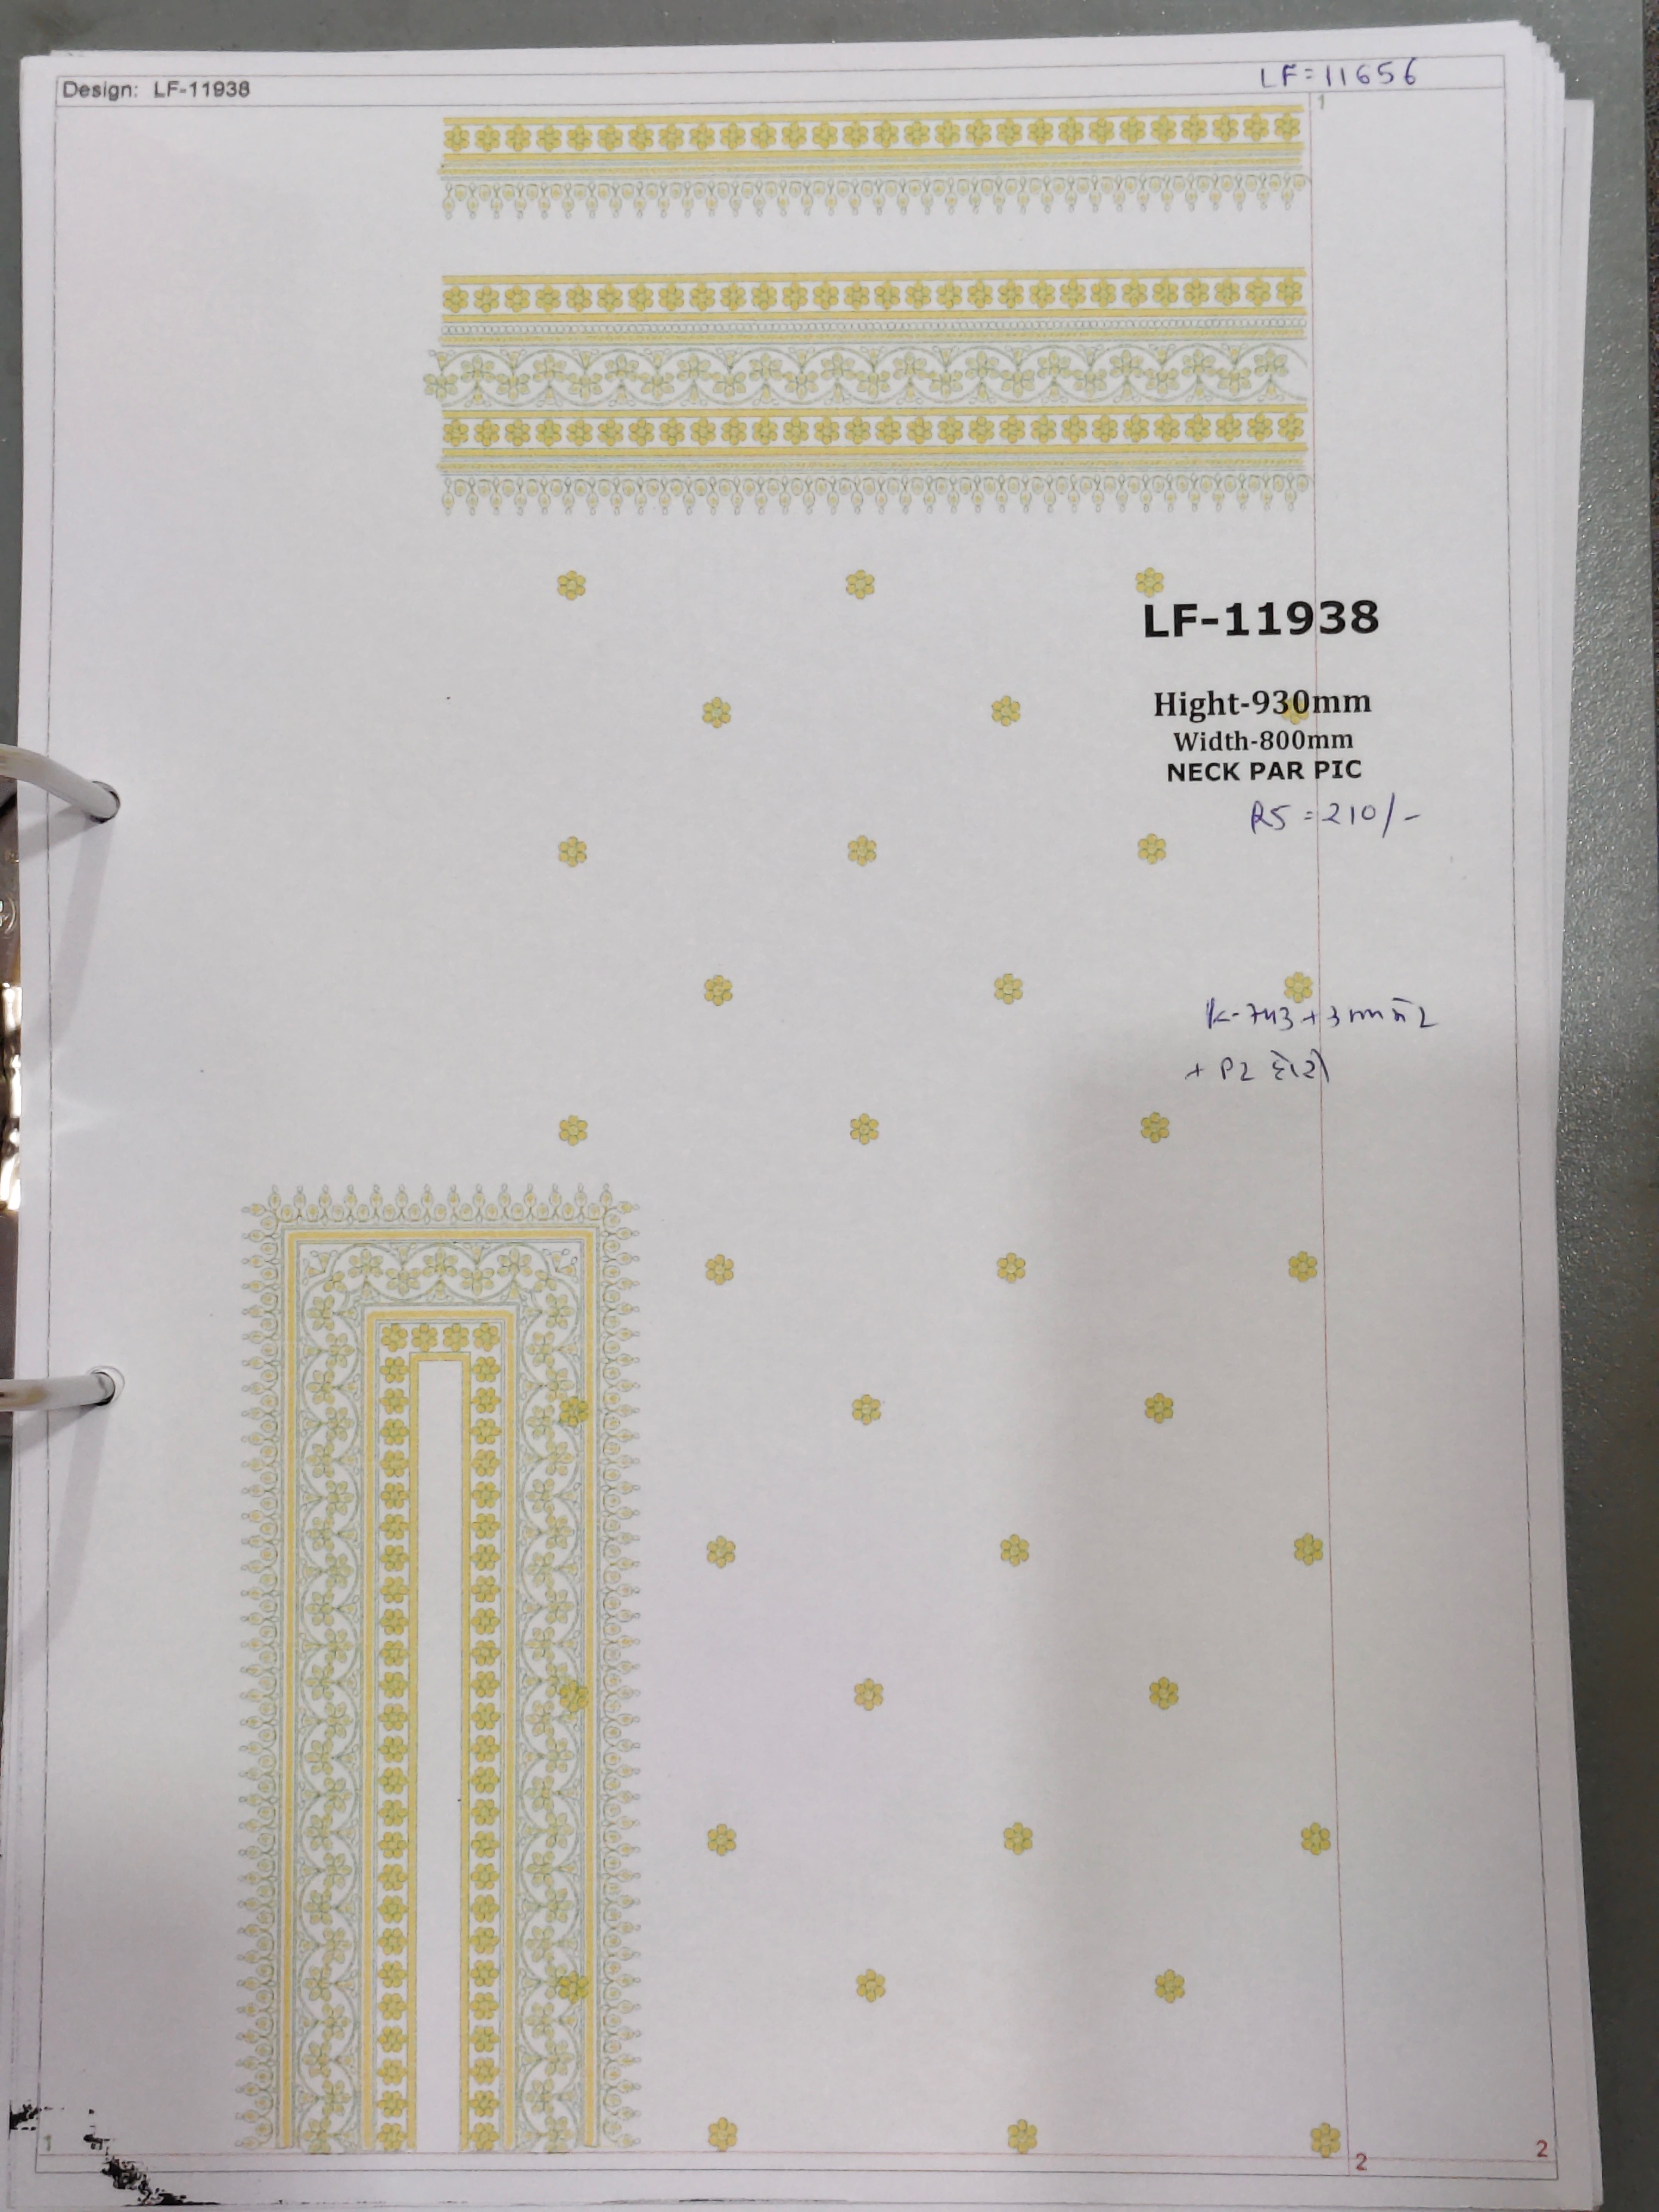 Design: LF-11938
LF=11656
1
LF-11938
Hight-930mm
Width-800mm
NECK PAR PIC
RS=210/-
K-743+3mm
+ P2
1
2
2